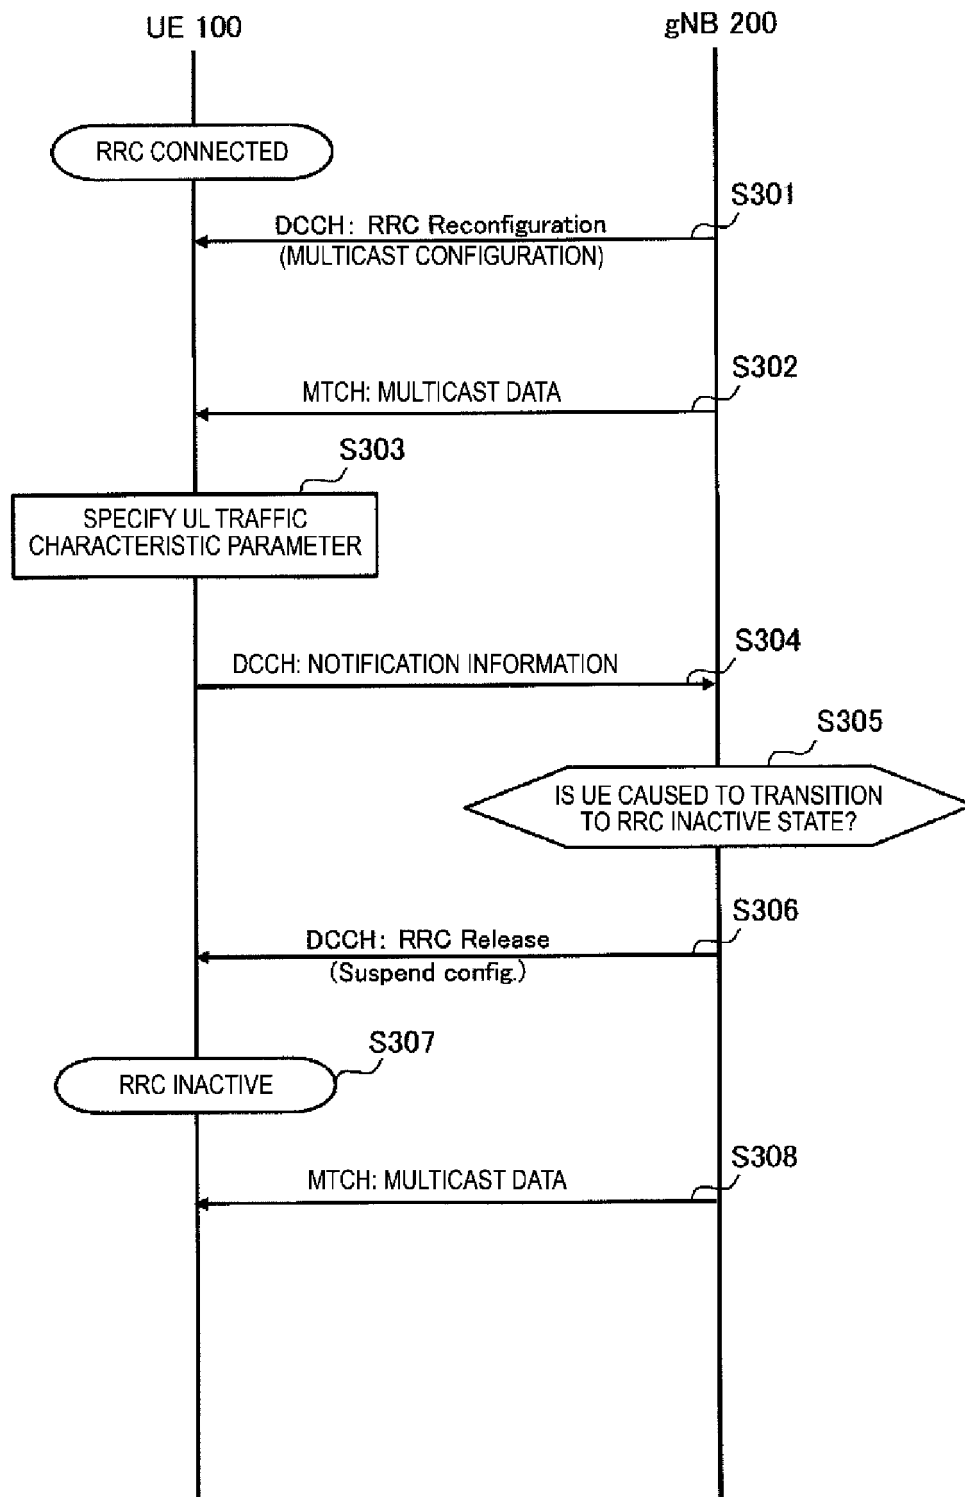 UE 100
gNB 200
RRC CONNECTED
S301
DCCH: RRC Reconfiguration
(MULTICAST CONFIGURATION)
S302
MTCH: MULTICAST DATA
S303
SPECIFY UL TRAFFIC
CHARACTERISTIC PARAMETER
S304
DCCH: NOTIFICATION INFORMATION
S305
IS UE CAUSED TO TRANSITION
TO RRC INACTIVE STATE?
S306
DCCH: RRC Release
(Suspend config.)
S307
RRC INACTIVE
S308
MTCH: MULTICAST DATA